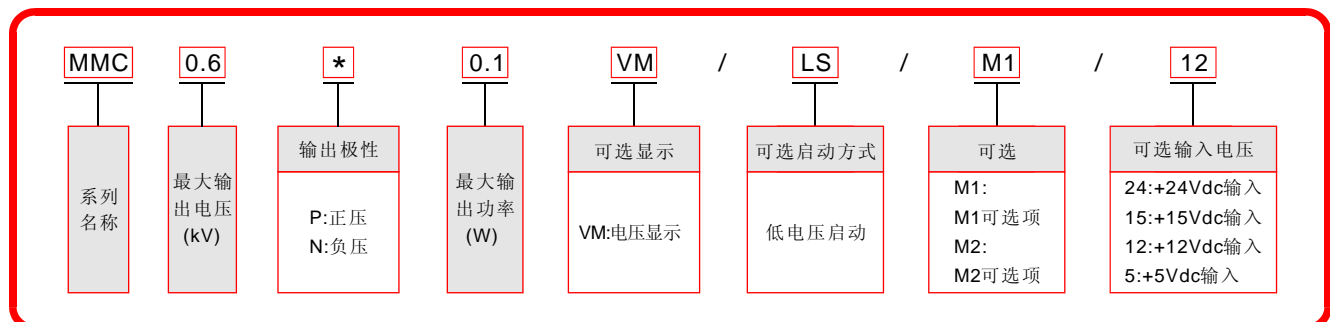 MMC 0.6 * 0.1 VM / LS / M1 / 12
系列
名称
最大输
出电压
(kV)
输出极性
P:正压
N:负压
最大输
出功率
(W)
可选显示
VM:电压显示
可选启动方式
低电压启动
可选
M1:
M1可选项
M2:
M2可选项
可选输入电压
24:+24Vdc输入
15:+15Vdc输入
12:+12Vdc输入
5:+5Vdc输入